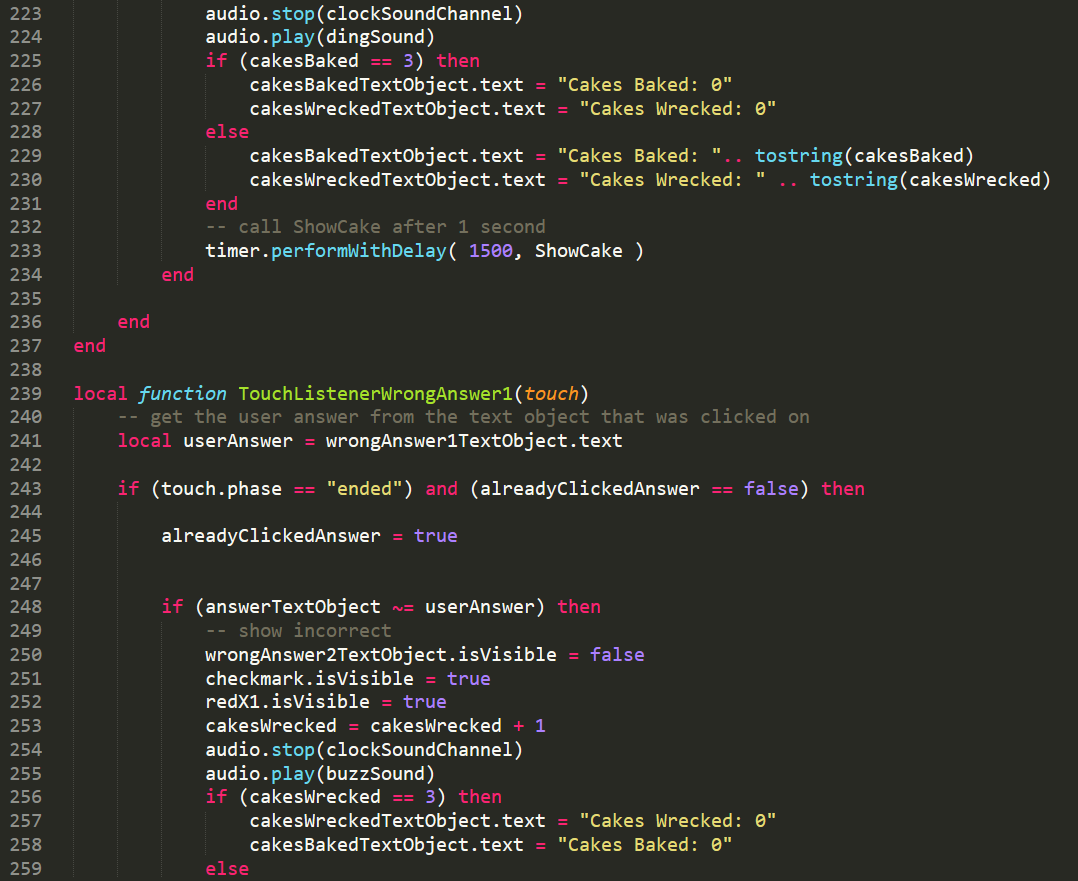 223 audio.stop(clockSoundChannel)
224 audio.play(dingSound)
225 if (cakesBaked == 3) then
226 cakesBakedTextObject.text = "Cakes Baked: 0"
227 cakesWreckedTextObject.text = "Cakes Wrecked: 0"
228 else
229 cakesBakedTextObject.text = "Cakes Baked: ".. tostring(cakesBaked)
230 cakesWreckedTextObject.text = "Cakes Wrecked: " .. tostring(cakesWrecked)
231 end
232 -- call ShowCake after 1 second
233 timer.performWithDelay( 1500, ShowCake )
234 end
235
236 end
237 end
238
239 local function TouchListenerWrongAnswer1(touch)
240 -- get the user answer from the text object that was clicked on
241 local userAnswer = wrongAnswer1TextObject.text
242
243 if (touch.phase == "ended") and (alreadyClickedAnswer == false) then
244
245 alreadyClickedAnswer = true
246
247
248 if (answerTextObject ~= userAnswer) then
249 -- show incorrect
250 wrongAnswer2TextObject.isVisible = false
251 checkmark.isVisible = true
252 redX1.isVisible = true
253 cakesWrecked = cakesWrecked + 1
254 audio.stop(clockSoundChannel)
255 audio.play(buzzSound)
256 if (cakesWrecked == 3) then
257 cakesWreckedTextObject.text = "Cakes Wrecked: 0"
258 cakesBakedTextObject.text = "Cakes Baked: 0"
259 else